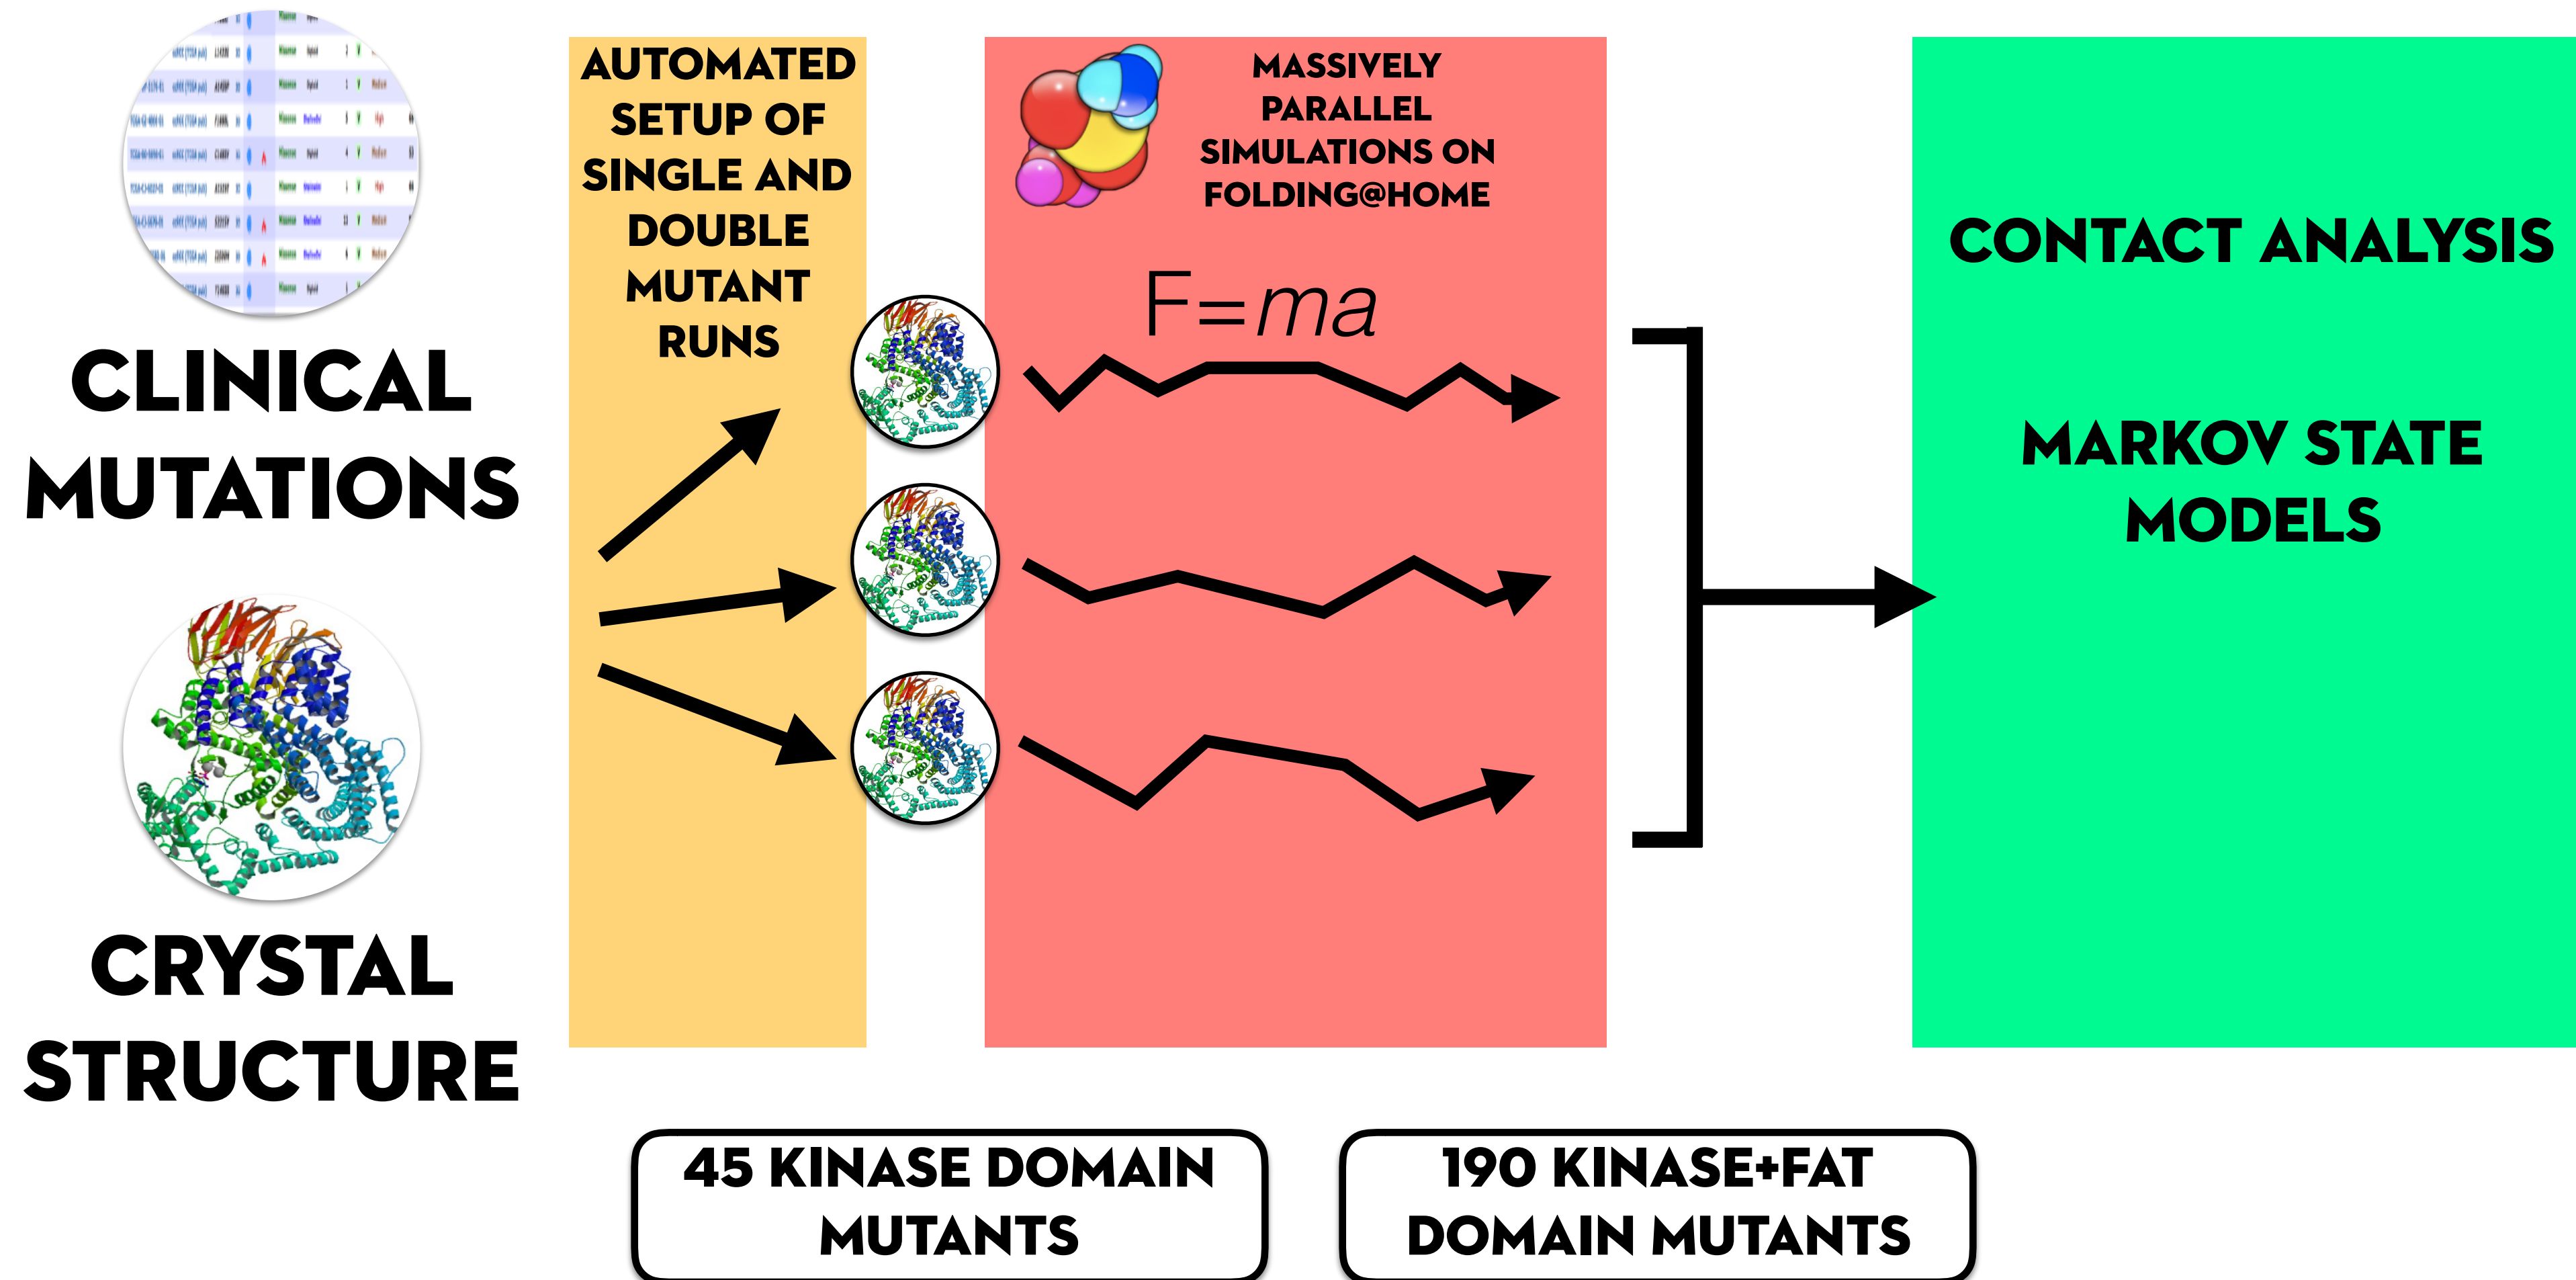 CLINICAL
MUTATIONS
CRYSTAL
STRUCTURE
AUTOMATED
SETUP OF
SINGLE AND
DOUBLE
MUTANT
RUNS
MASSIVELY
PARALLEL
SIMULATIONS ON
FOLDING@HOME
F=ma
CONTACT ANALYSIS
MARKOV STATE
MODELS
45 KINASE DOMAIN
MUTANTS
190 KINASE+FAT
DOMAIN MUTANTS